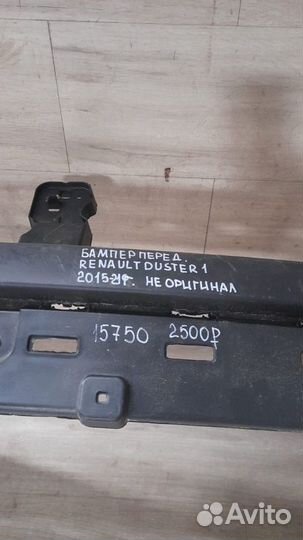 БАМПЕР ПЕРЕД.
RENAULT DUSTER 1
2015-21г. НЕ ОРИГИНАЛ
15750 2500р
Avito